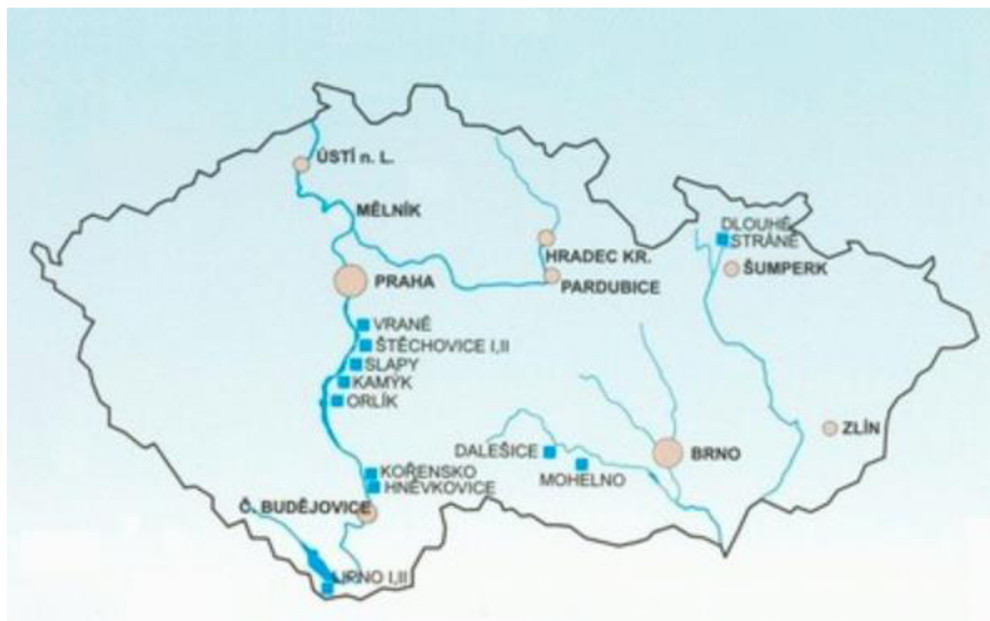 ÚSTÍ n. L.
MĚLNÍK
DLOUHÉ
STRÁNĚ
HRADEC KR.
ŠUMPERK
PRAHA
PARDUBICE
VRANÉ
ŠTĚCHOVICE I,II
SLAPY
KAMÝK
ORLÍK
ZLÍN
DALEŠICE
BRNO
KOŘENSKO
MOHELNO
HNĚVKOVICE
Č. BUDĚJOVICE
LIPNO I,II